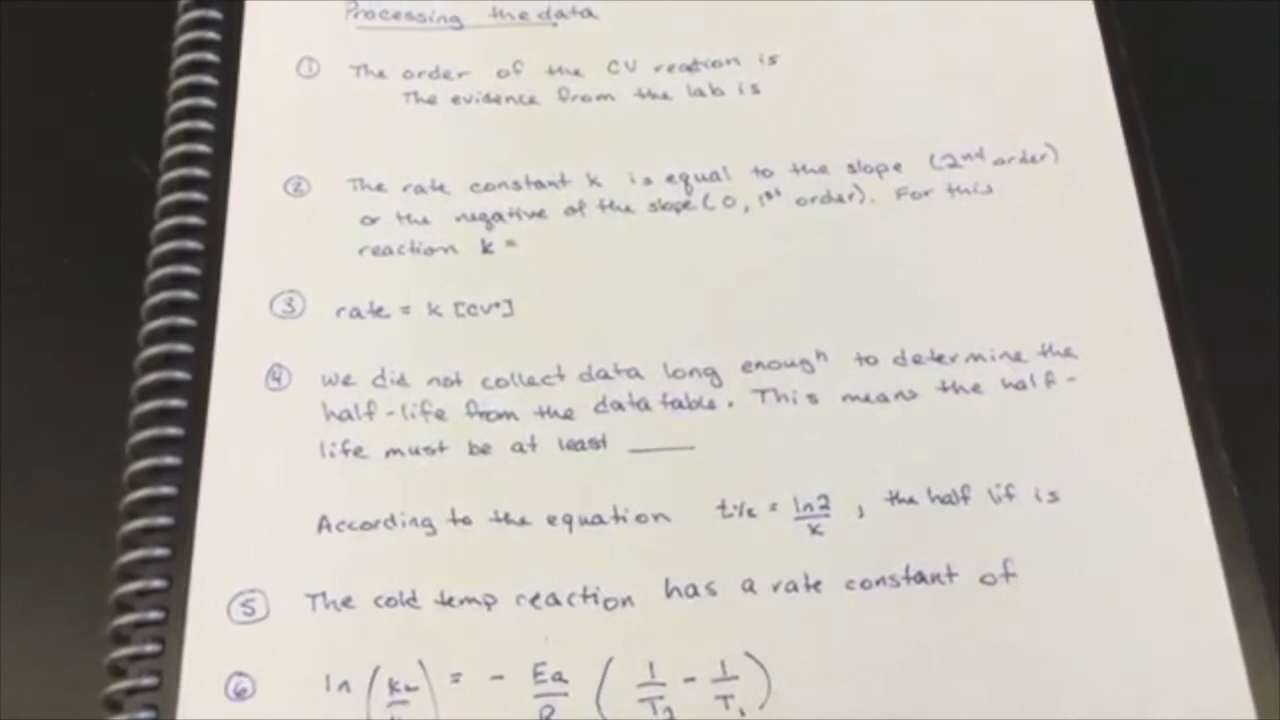 Processing the data
① The order of the CV reation is
The evidence from the lab is
② The rate constant k is equal to the slope (2nd order)
or the negative of the slope (0, 1st order). For this
reaction k =
③ rate = k [CV+]
④ We did not collect data long enough to determine the
half-life from the data table. This means the half-
life must be at least ____
According to the equation t½ = ln2/k , the half lif is
⑤ The cold temp reaction has a rate constant of
⑥ ln (k₂/) = - Ea/R ( 1/T₂ - 1/T₁ )